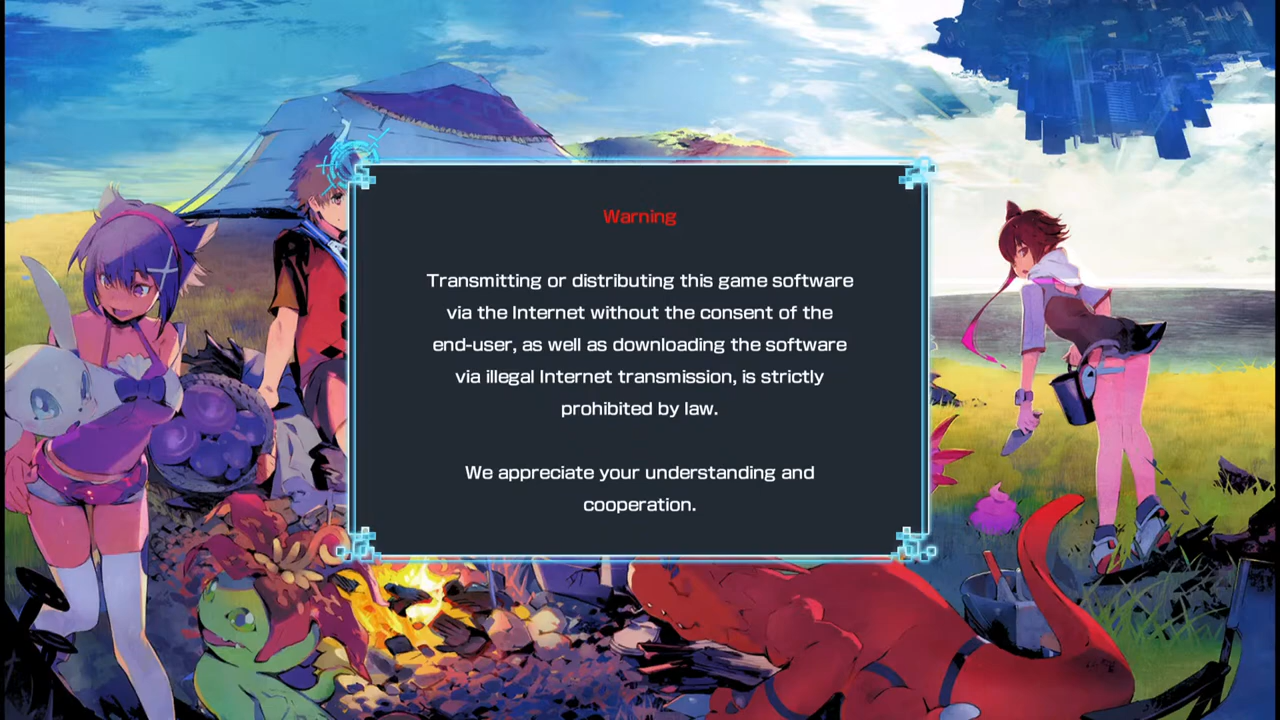 Warning
Transmitting or distributing this game software
via the Internet without the consent of the
end-user, as well as downloading the software
via illegal Internet transmission, is strictly
prohibited by law.
We appreciate your understanding and
cooperation.